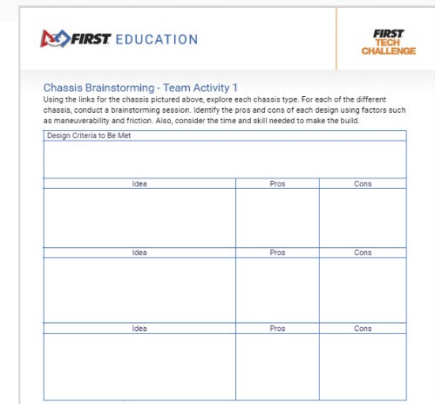 FIRST EDUCATION
FIRST
TECH
CHALLENGE
Chassis Brainstorming - Team Activity 1
Using the links for the chassis pictured above, explore each chassis type. For each of the different
chassis, conduct a brainstorming session. Identify the pros and cons of each design using factors such
as maneuverability and friction. Also, consider the time and skill needed to make the build.
Design Criteria to Be Met
Idea Pros Cons
Idea Pros Cons
Idea Pros Cons